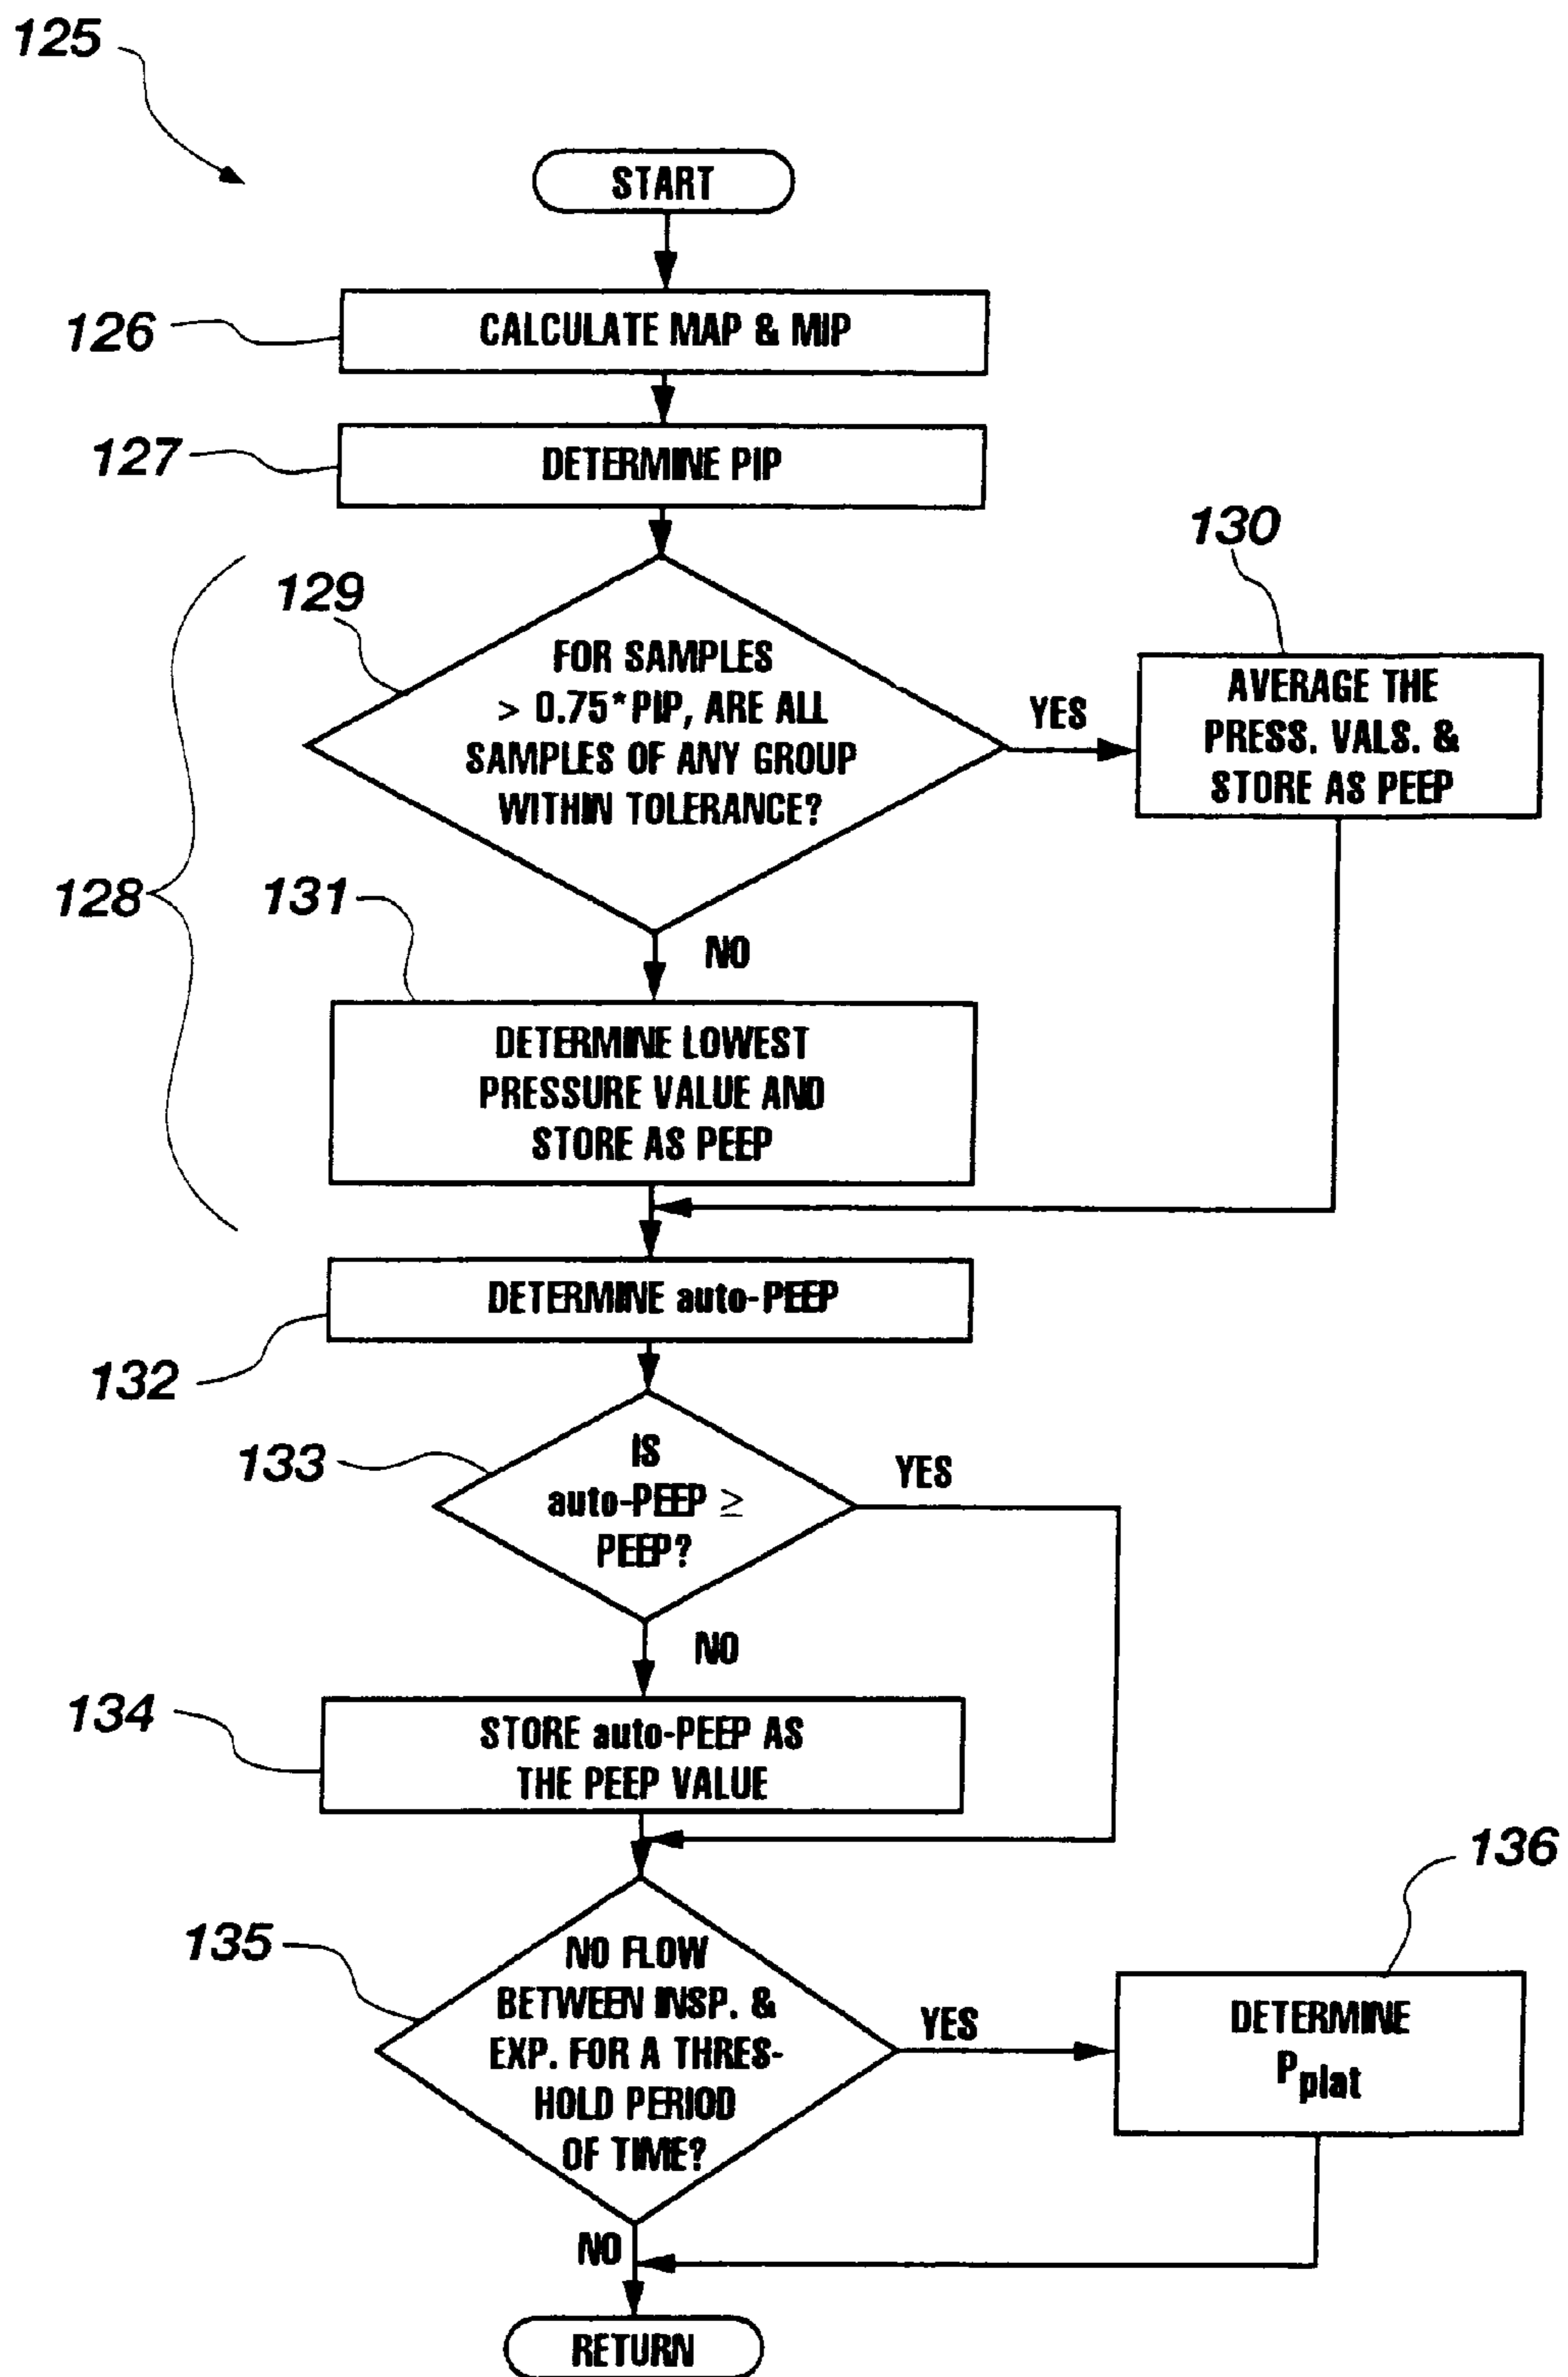 125
START
126
CALCULATE MAP & MIP
127
DETERMINE PIP
130
129
FOR SAMPLES
> 0.75*PIP, ARE ALL
SAMPLES OF ANY GROUP
WITHIN TOLERANCE?
YES
AVERAGE THE
PRESS. VALS. &
STORE AS PEEP
128
131
NO
DETERMINE LOWEST
PRESSURE VALUE AND
STORE AS PEEP
DETERMINE auto-PEEP
132
133
IS
auto-PEEP ≥
PEEP?
YES
NO
134
STORE auto-PEEP AS
THE PEEP VALUE
136
135
NO FLOW
BETWEEN INSP. &
EXP. FOR A THRES-
HOLD PERIOD
OF TIME?
YES
DETERMINE
Pplat
NO
RETURN